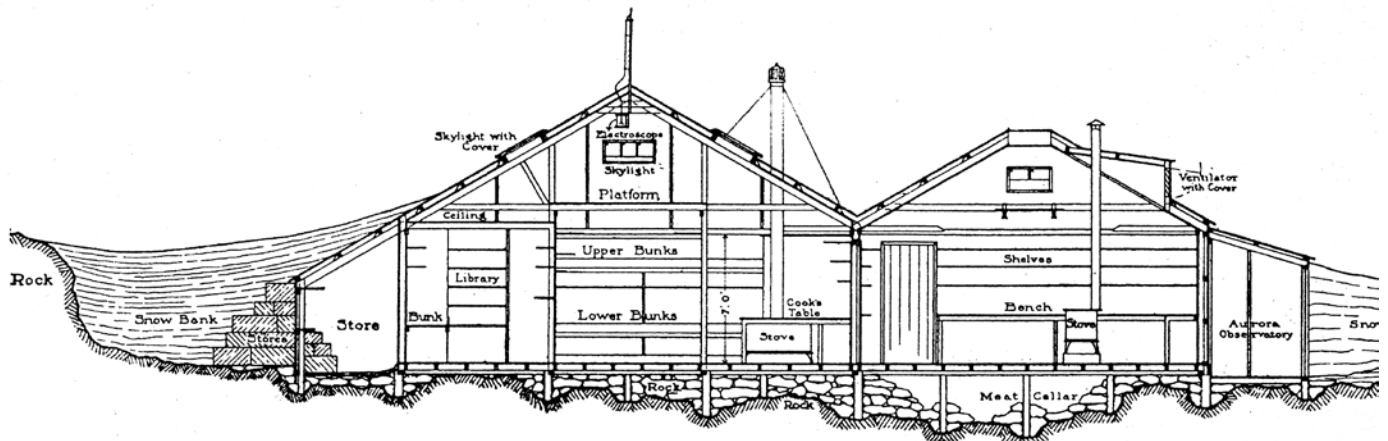 Electroscope
Skylight with
Cover
Skylight
Platform
Ventilator
with Cover
Ceiling
Upper Bunks
Library
Shelves
Rock
Snow Bank
Store
Bunk
Lower Bunks
7.0'
Cook's
Table
Bench
Stores
Stove
Stove
Aurora
Observatory
Snow
Rock
Rock
Meat Cellar